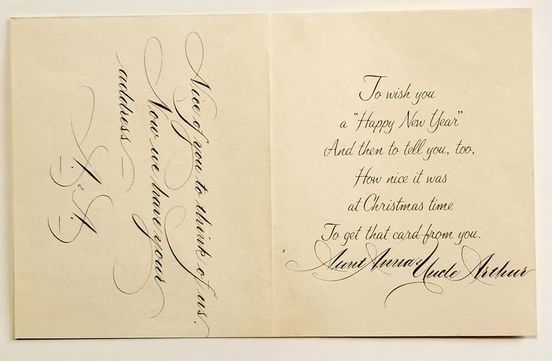 Nice of you to think of us.
Now we have your
address —
A & A
To wish you
a "Happy New Year"
And then to tell you, too,
How nice it was
at Christmas time
To get that card from you.
Aunt Anna & Uncle Arthur